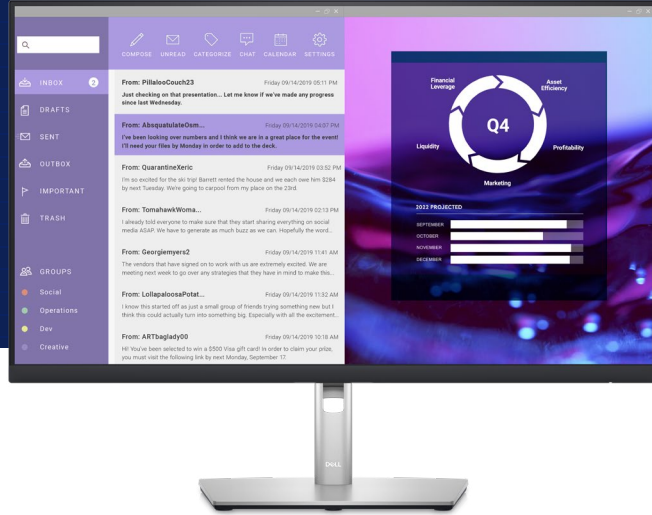 COMPOSE UNREAD CATEGORIZE CHAT CALENDAR SETTINGS
INBOX 2
DRAFTS
SENT
OUTBOX
IMPORTANT
TRASH
GROUPS
Social
Operations
Dev
Creative
From: PillalooCouch23 Friday 09/14/2019 05:11 PM
Just checking on that presentation... Let me know if we've made any progress
since last Wednesday.
From: AbsquatulateOsm... Friday 09/14/2019 04:07 PM
I've been looking over numbers and I think we are in a great place for the event!
I'll need your files by Monday in order to add to the deck.
From: QuarantineXeric Friday 09/14/2019 03:52 PM
I'm so excited for the ski trip! Barrett rented the house and we each owe him $284
by next Tuesday. We're going to carpool from my place on the 23rd.
From: TomahawkWoma... Friday 09/14/2019 02:13 PM
I already told everyone to make sure that they start sharing everything on social
media ASAP. We have to generate as much buzz as we can. Hopefully the word...
From: Georgiemyers2 Friday 09/14/2019 11:41 AM
The vendors that have signed on to work with us are extremely excited. We are
meeting next week to go over any strategies that they have in mind to make this...
From: LollapaloosaPotat... Friday 09/14/2019 11:32 AM
I know this started off as just a small group of friends trying something new but I
think this could actually turn into something big. Especially with all the excitement...
From: ARTbaglady00 Friday 09/14/2019 10:18 AM
Hi! You've been selected to win a $500 Visa gift card! In order to claim your prize,
you must visit the following link by next Monday, September 17.
Financial
Leverage
Asset
Efficiency
Q4
Liquidity
Profitability
Marketing
2022 PROJECTED
SEPTEMBER
OCTOBER
NOVEMBER
DECEMBER
DELL